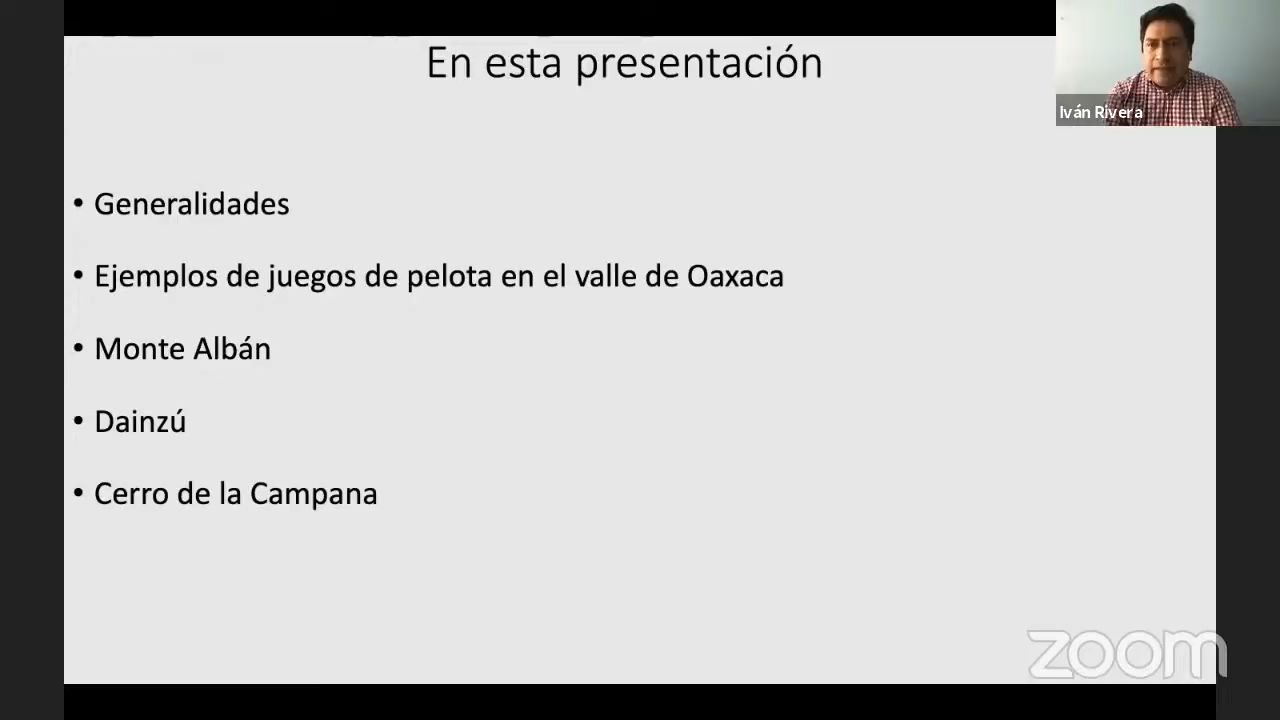 En esta presentación
Iván Rivera
• Generalidades
• Ejemplos de juegos de pelota en el valle de Oaxaca
• Monte Albán
• Dainzú
• Cerro de la Campana
zoom